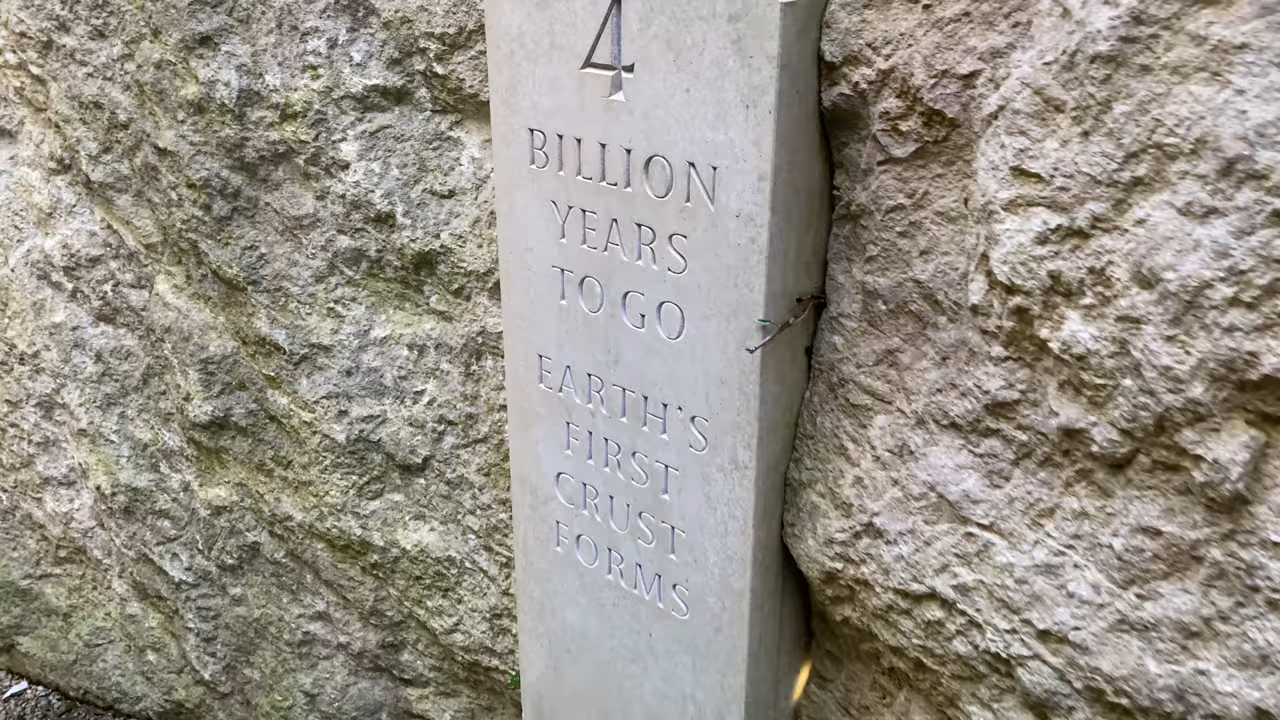 4
BILLION
YEARS
TO GO
EARTH'S
FIRST
CRUST
FORMS